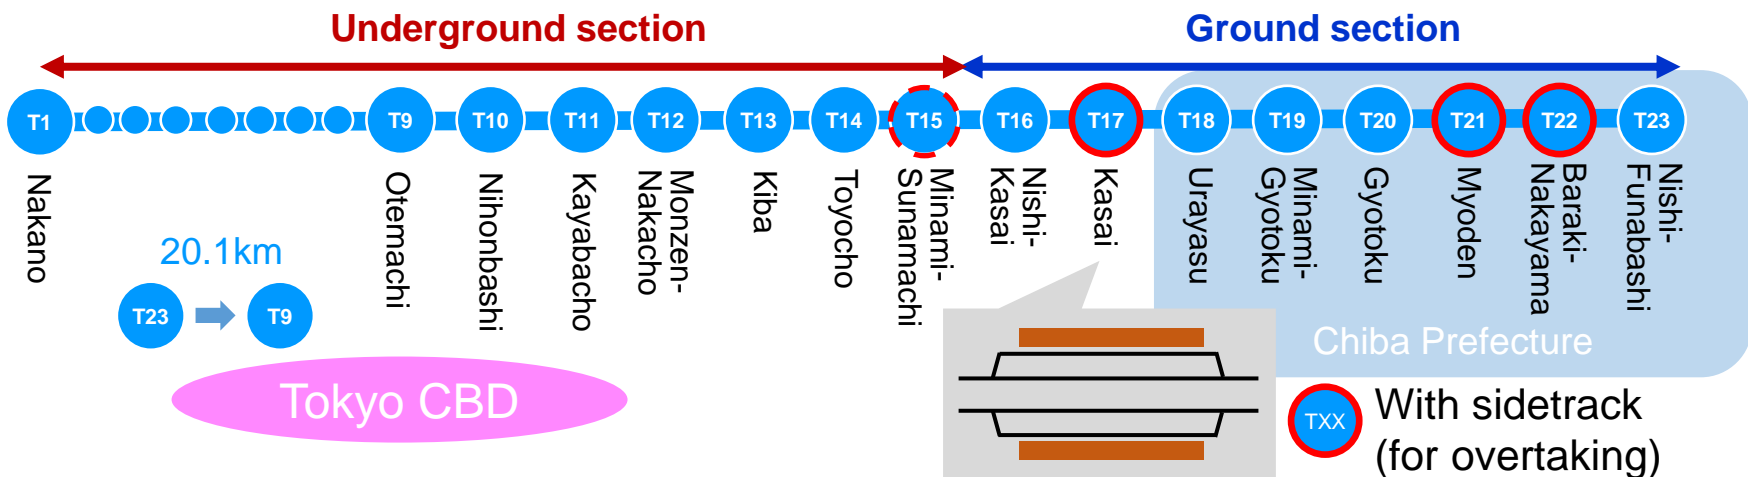 Underground section
Ground section
T1
T9
T10
T11
T12
T13
T14
T15
T16
T17
T18
T19
T20
T21
T22
T23
Nakano
Otemachi
Nihonbashi
Kayabacho
Monzen-
Nakacho
Kiba
Toyocho
Minami-
Sunamachi
Nishi-
Kasai
Kasai
Urayasu
Minami-
Gyotoku
Gyotoku
Myoden
Baraki-
Nakayama
Nishi-
Funabashi
20.1km
T23
T9
Tokyo CBD
Chiba Prefecture
TXX
With sidetrack
(for overtaking)